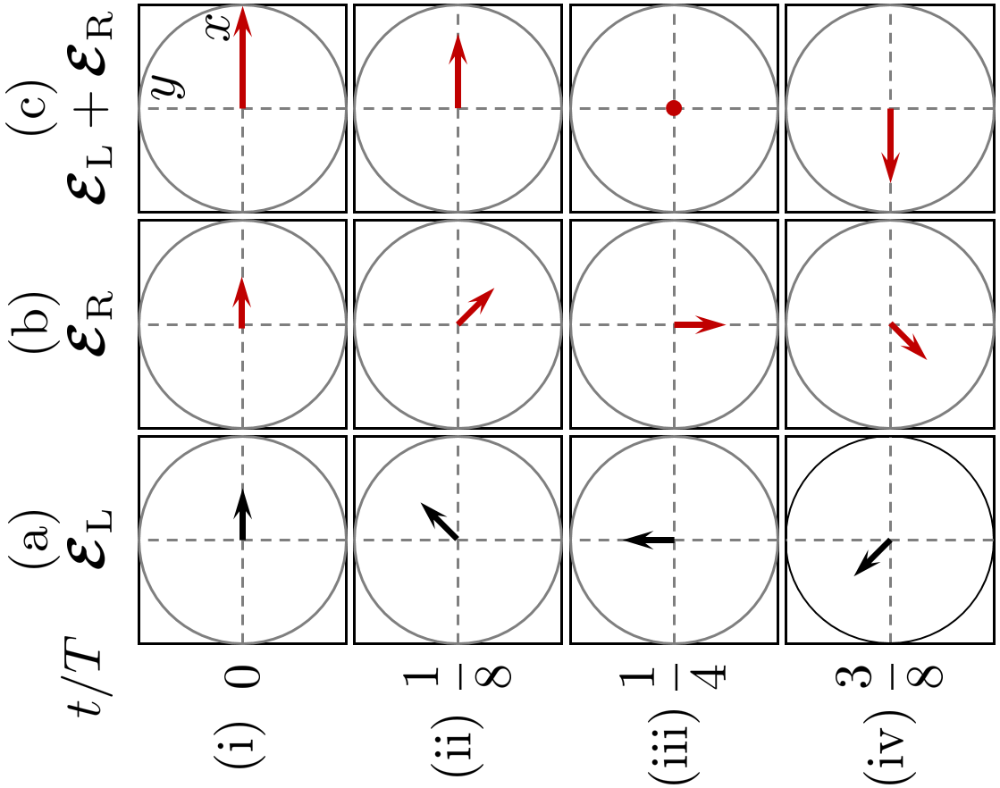 (a) (b) (c)
t/T 𝓔_L 𝓔_R 𝓔_L + 𝓔_R
y
(i) 0 x
(ii) 1/8
(iii) 1/4
(iv) 3/8